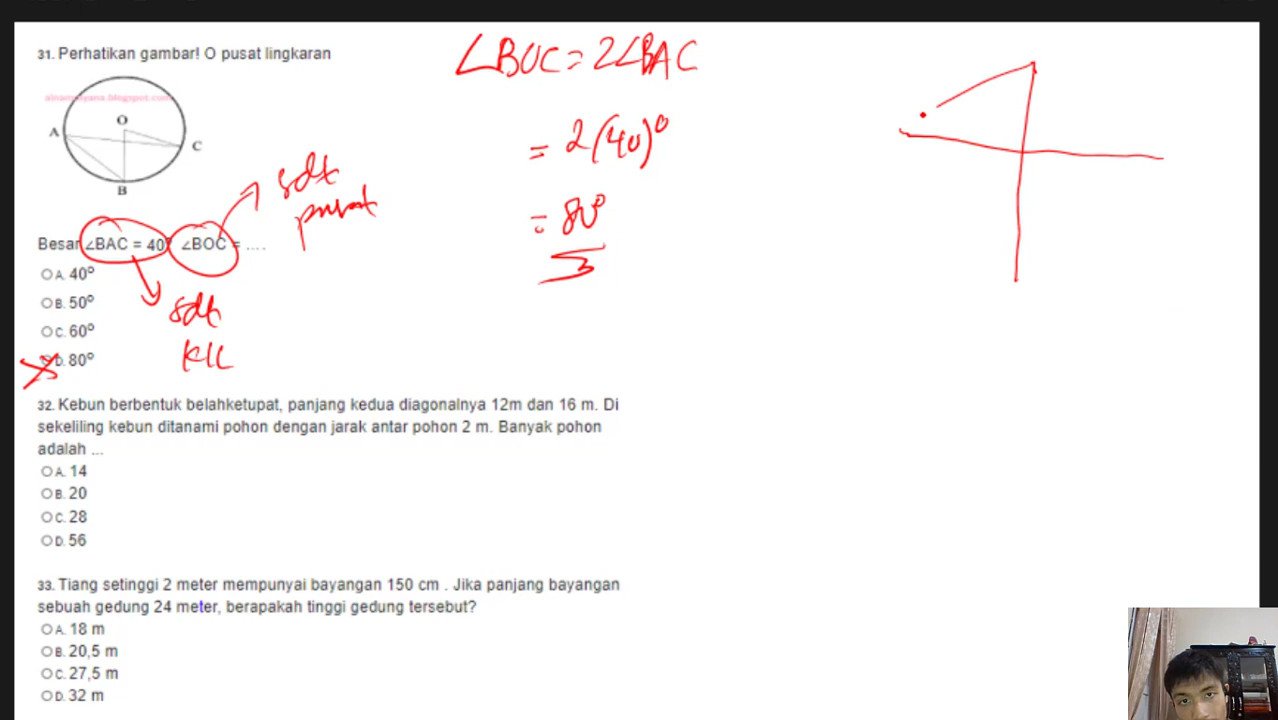 31. Perhatikan gambar! O pusat lingkaran
O
A
C
B
Besar ∠BAC = 40° ∠BOC = ....
A. 40°
B. 50°
C. 60°
D. 80°
∠BOC = 2∠BAC
= 2(40)°
= 80°
sdt
pusat
sdt
kll
32. Kebun berbentuk belahketupat, panjang kedua diagonalnya 12m dan 16 m. Di
sekeliling kebun ditanami pohon dengan jarak antar pohon 2 m. Banyak pohon
adalah ...
A. 14
B. 20
C. 28
D. 56
33. Tiang setinggi 2 meter mempunyai bayangan 150 cm . Jika panjang bayangan
sebuah gedung 24 meter, berapakah tinggi gedung tersebut?
A. 18 m
B. 20,5 m
C. 27,5 m
D. 32 m